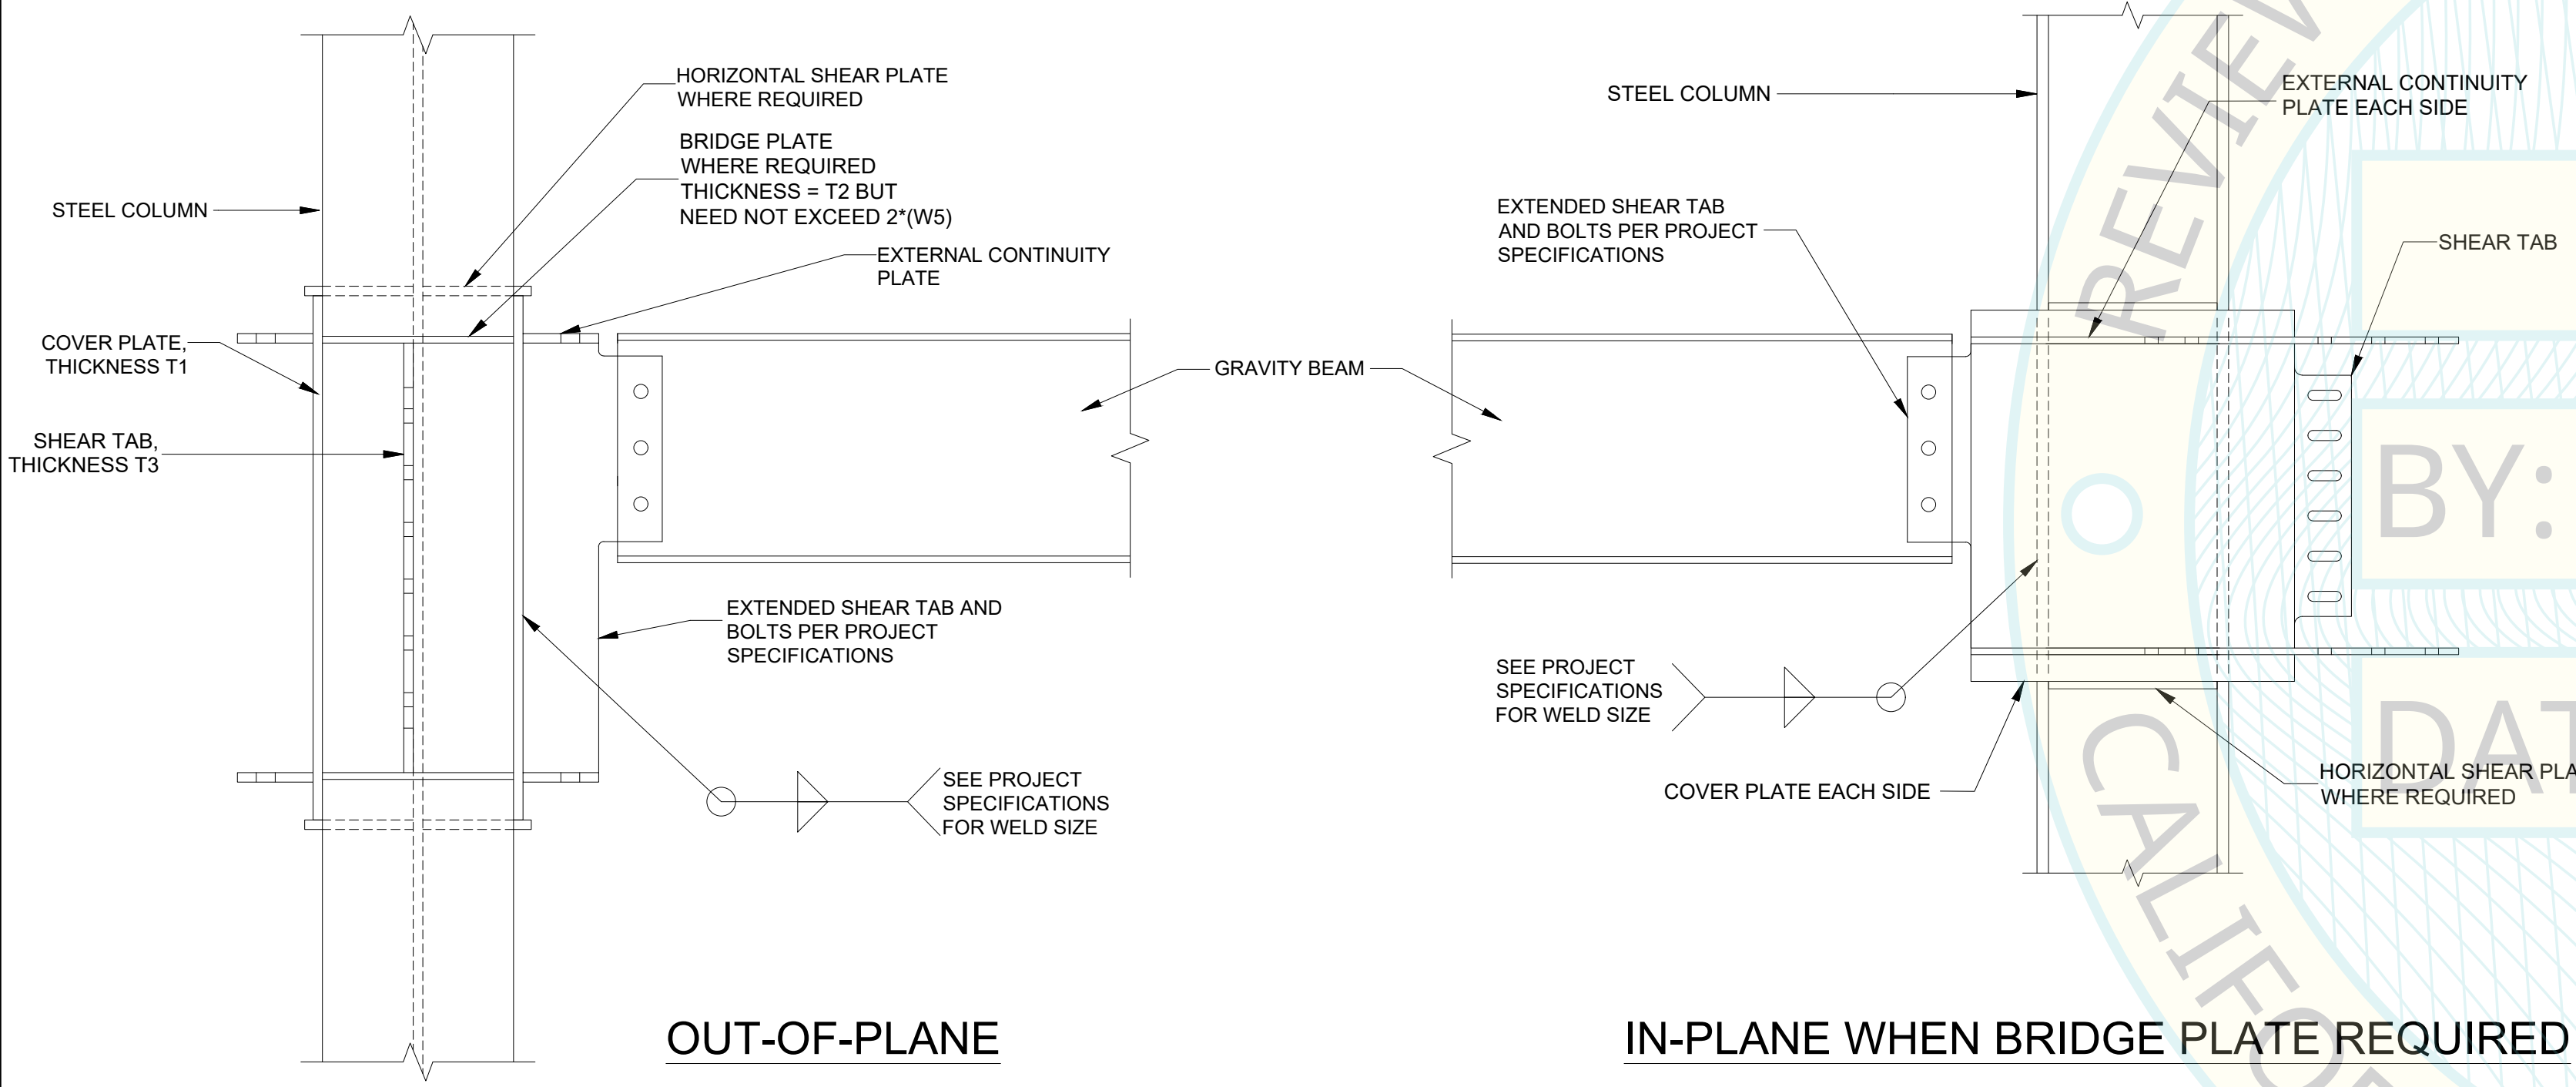 HORIZONTAL SHEAR PLATE
WHERE REQUIRED
BRIDGE PLATE
WHERE REQUIRED
THICKNESS = T2 BUT
NEED NOT EXCEED 2*(W5)
STEEL COLUMN
EXTERNAL CONTINUITY
PLATE
COVER PLATE,
THICKNESS T1
SHEAR TAB,
THICKNESS T3
GRAVITY BEAM
EXTENDED SHEAR TAB AND
BOLTS PER PROJECT
SPECIFICATIONS
SEE PROJECT
SPECIFICATIONS
FOR WELD SIZE
OUT-OF-PLANE
STEEL COLUMN
EXTERNAL CONTINUITY
PLATE EACH SIDE
EXTENDED SHEAR TAB
AND BOLTS PER PROJECT
SPECIFICATIONS
SHEAR TAB
SEE PROJECT
SPECIFICATIONS
FOR WELD SIZE
COVER PLATE EACH SIDE
HORIZONTAL SHEAR PLA
WHERE REQUIRED
IN-PLANE WHEN BRIDGE PLATE REQUIRED
REVIEW
BY:
DAT
CALIFO